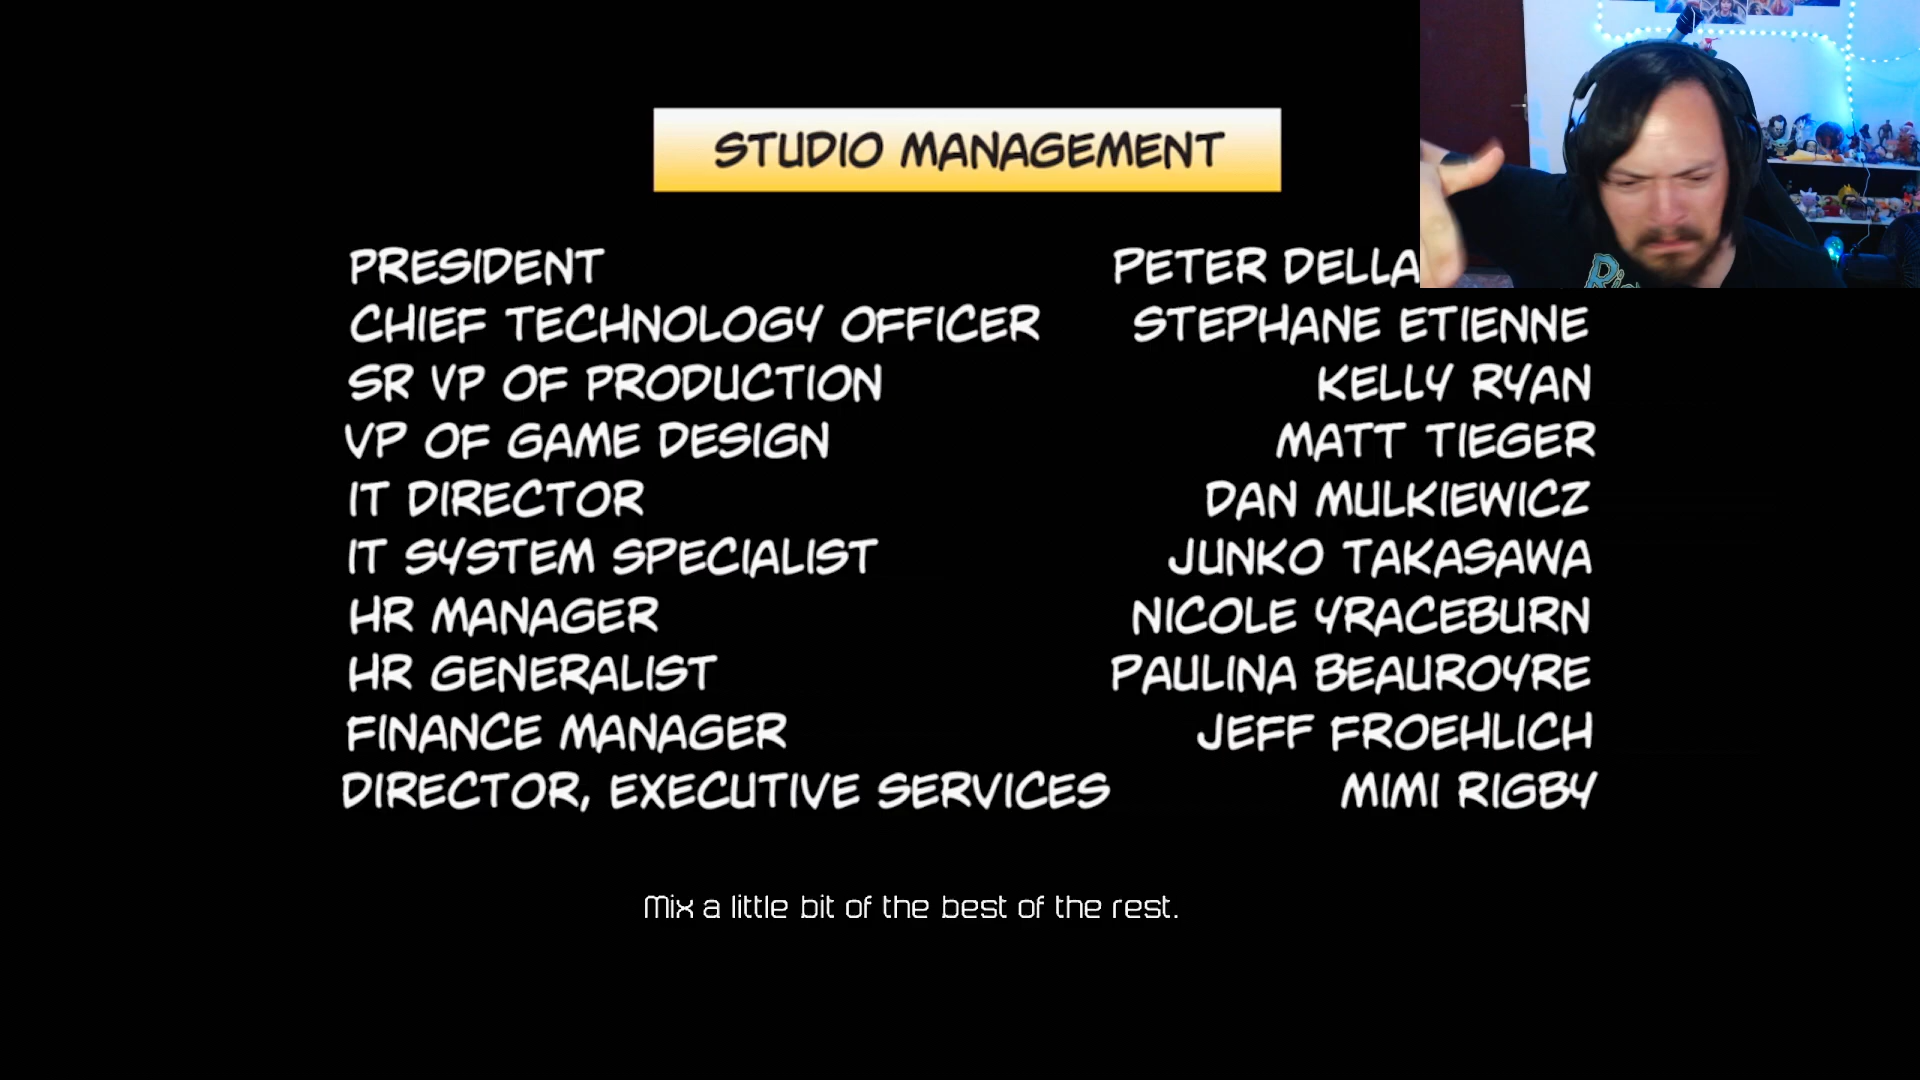 STUDIO MANAGEMENT
PRESIDENT PETER DELLA
CHIEF TECHNOLOGY OFFICER STEPHANE ETIENNE
SR VP OF PRODUCTION KELLY RYAN
VP OF GAME DESIGN MATT TIEGER
IT DIRECTOR DAN MULKIEWICZ
IT SYSTEM SPECIALIST JUNKO TAKASAWA
HR MANAGER NICOLE YRACEBURN
HR GENERALIST PAULINA BEAUROYRE
FINANCE MANAGER JEFF FROEHLICH
DIRECTOR, EXECUTIVE SERVICES MIMI RIGBY
Mix a little bit of the best of the rest.